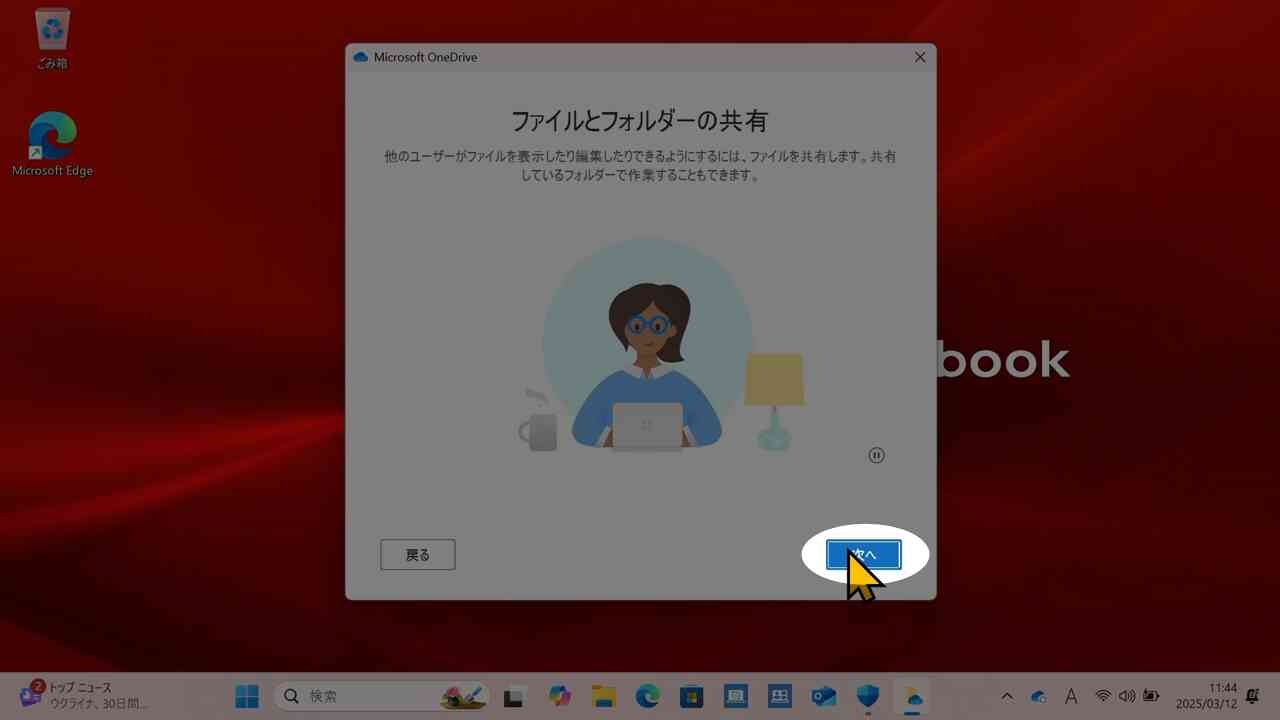 ごみ箱
Microsoft Edge
Microsoft OneDrive
ファイルとフォルダーの共有
他のユーザーがファイルを表示したり編集したりできるようにするには、ファイルを共有します。共有
しているフォルダーで作業することもできます。
book
戻る
次へ
2
トップ ニュース
ウクライナ、30日間...
検索
A
11:44
2025/03/12